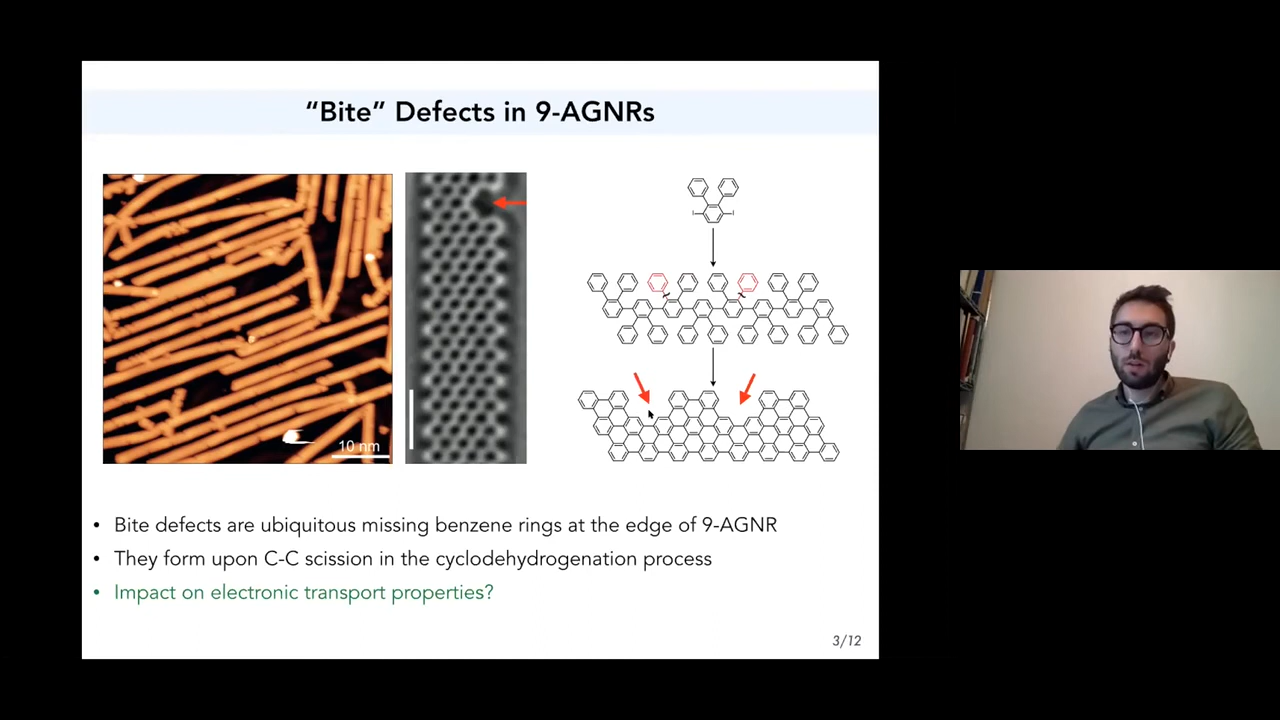 “Bite” Defects in 9-AGNRs
10 nm
I
I
• Bite defects are ubiquitous missing benzene rings at the edge of 9-AGNR
• They form upon C-C scission in the cyclodehydrogenation process
• Impact on electronic transport properties?
3/12